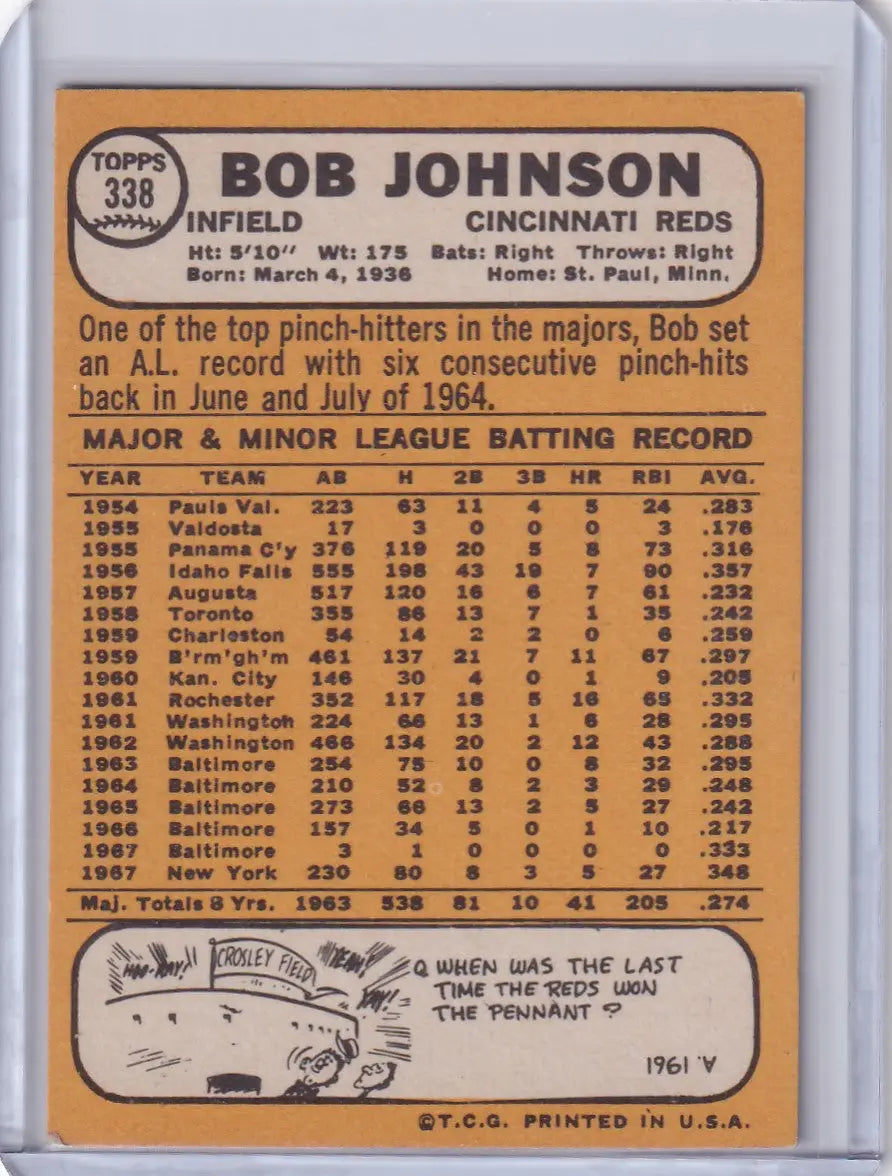 TOPPS
338
BOB JOHNSON
INFIELD CINCINNATI REDS
Ht: 5'10" Wt: 175 Bats: Right Throws: Right
Born: March 4, 1936 Home: St. Paul, Minn.
One of the top pinch-hitters in the majors, Bob set
an A.L. record with six consecutive pinch-hits
back in June and July of 1964.
MAJOR & MINOR LEAGUE BATTING RECORD
YEAR TEAM AB H 2B 3B HR RBI AVG.
1954 Pauls Val. 223 63 11 4 5 24 .283
1955 Valdosta 17 3 0 0 0 3 .176
1955 Panama C'y 376 119 20 5 8 73 .316
1956 Idaho Falls 555 198 43 19 7 90 .357
1957 Augusta 517 120 16 6 7 61 .232
1958 Toronto 355 86 13 7 1 35 .242
1959 Charleston 54 14 2 2 0 6 .259
1959 B'rm'gh'm 461 137 21 7 11 67 .297
1960 Kan. City 146 30 4 0 1 9 .205
1961 Rochester 352 117 18 5 16 65 .332
1961 Washington 224 66 13 1 6 28 .295
1962 Washington 466 134 20 2 12 43 .288
1963 Baltimore 254 75 10 0 8 32 .295
1964 Baltimore 210 52 8 2 3 29 .248
1965 Baltimore 273 66 13 2 5 27 .242
1966 Baltimore 157 34 5 0 1 10 .217
1967 Baltimore 3 1 0 0 0 0 .333
1967 New York 230 80 8 3 5 27 348
Maj. Totals 8 Yrs. 1963 538 81 10 41 205 .274
HOO-RAY!
CROSLEY FIELD
YEAH!
YAY!
Q WHEN WAS THE LAST
TIME THE REDS WON
THE PENNANT ?
A. 1961
©T.C.G. PRINTED IN U.S.A.